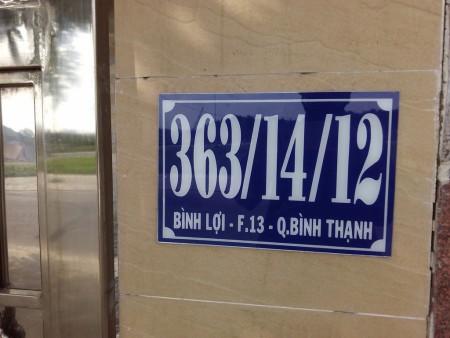 363/14/12
BÌNH LỢI - F.13 - Q.BÌNH THẠNH